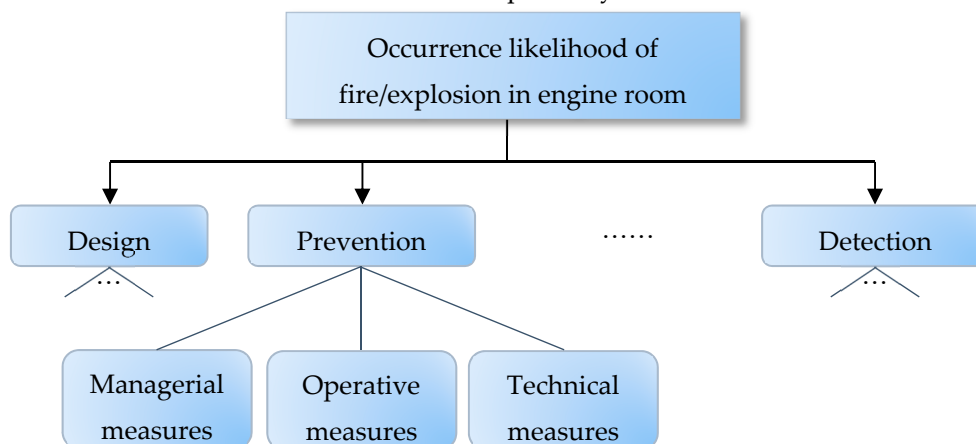 Occurrence likelihood of
fire/explosion in engine room
Design
Prevention
……
Detection
…
…
Managerial
measures
Operative
measures
Technical
measures